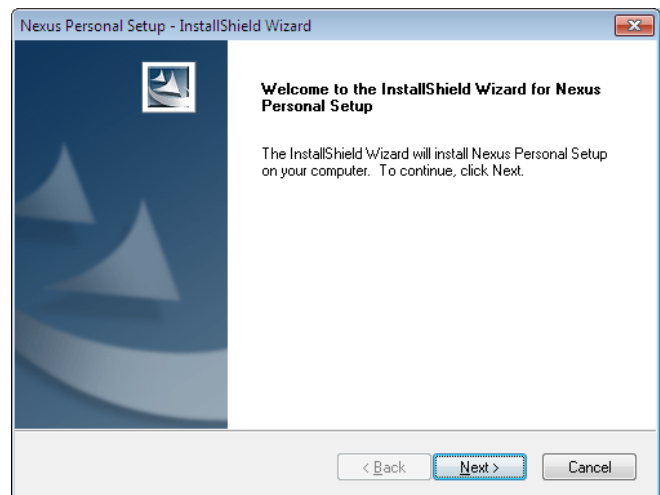 Nexus Personal Setup - InstallShield Wizard
Welcome to the InstallShield Wizard for Nexus
Personal Setup
The InstallShield Wizard will install Nexus Personal Setup
on your computer.  To continue, click Next.
< Back
Next >
Cancel